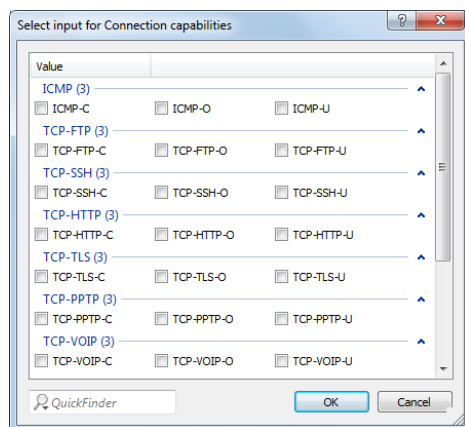 Select input for Connection capabilities
Value
ICMP (3)
ICMP-C ICMP-O ICMP-U
TCP-FTP (3)
TCP-FTP-C TCP-FTP-O TCP-FTP-U
TCP-SSH (3)
TCP-SSH-C TCP-SSH-O TCP-SSH-U
TCP-HTTP (3)
TCP-HTTP-C TCP-HTTP-O TCP-HTTP-U
TCP-TLS (3)
TCP-TLS-C TCP-TLS-O TCP-TLS-U
TCP-PPTP (3)
TCP-PPTP-C TCP-PPTP-O TCP-PPTP-U
TCP-VOIP (3)
TCP-VOIP-C TCP-VOIP-O TCP-VOIP-U
QuickFinder OK Cancel